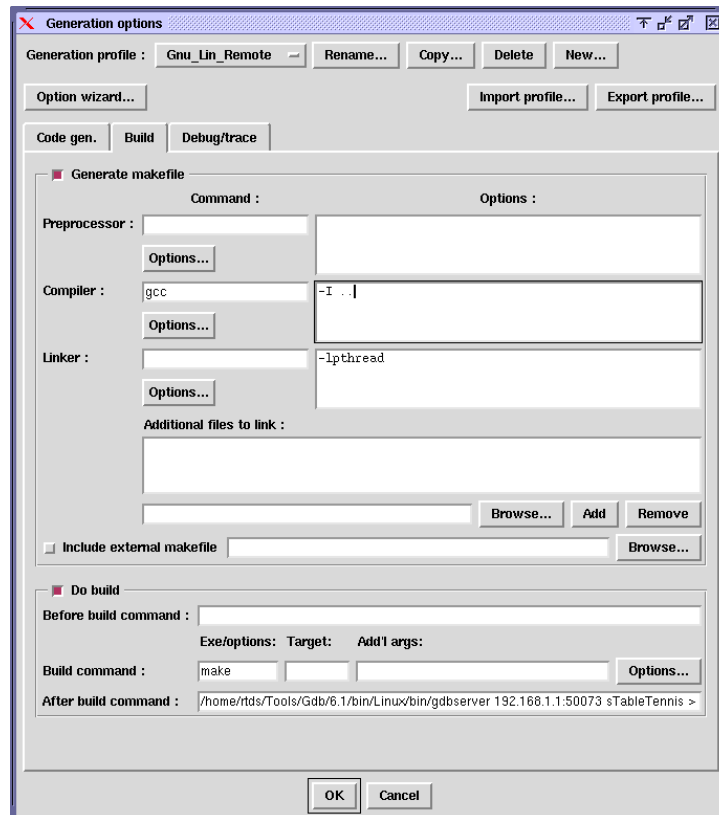 Generation options
Generation profile : Gnu_Lin_Remote Rename... Copy... Delete New...
Option wizard... Import profile... Export profile...
Code gen. Build Debug/trace
Generate makefile
Command : Options :
Preprocessor :
Options...
Compiler : gcc -I ..
Options...
Linker : -lpthread
Options...
Additional files to link :
Browse... Add Remove
Include external makefile Browse...
Do build
Before build command :
Exe/options: Target: Add'l args:
Build command : make Options...
After build command : /home/rtds/Tools/Gdb/6.1/bin/Linux/bin/gdbserver 192.168.1.1:50073 sTableTennis >
OK Cancel